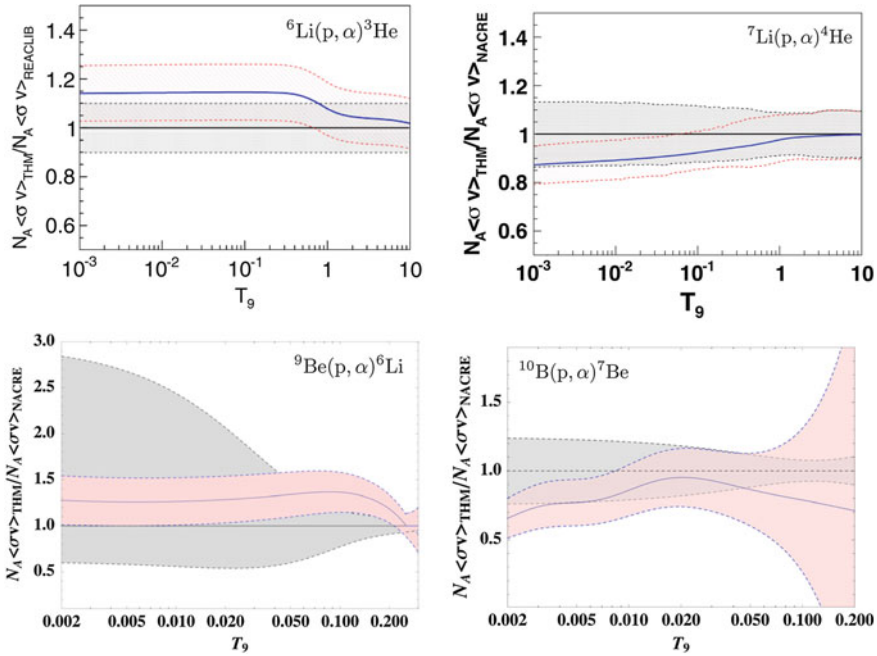 ⁶Li(p, α)³He
N_A <σ v>_THM/N_A <σ v>_REACLIB
1.4
1.2
1
0.8
0.6
10⁻³ 10⁻² 10⁻¹ 1 10
T₉
⁷Li(p, α)⁴He
N_A <σ v>_THM/N_A <σ v>_NACRE
1.4
1.2
1
0.8
0.6
10⁻³ 10⁻² 10⁻¹ 1 10
T₉
⁹Be(p, α)⁶Li
N_A <σv>_THM/N_A <σv>_NACRE
3.0
2.5
2.0
1.5
1.0
0.5
0.002 0.005 0.010 0.020 0.050 0.100 0.200
T₉
¹⁰B(p, α)⁷Be
N_A <σv>_THM/N_A <σv>_NACRE
1.5
1.0
0.5
0.002 0.005 0.010 0.020 0.050 0.100 0.200
T₉